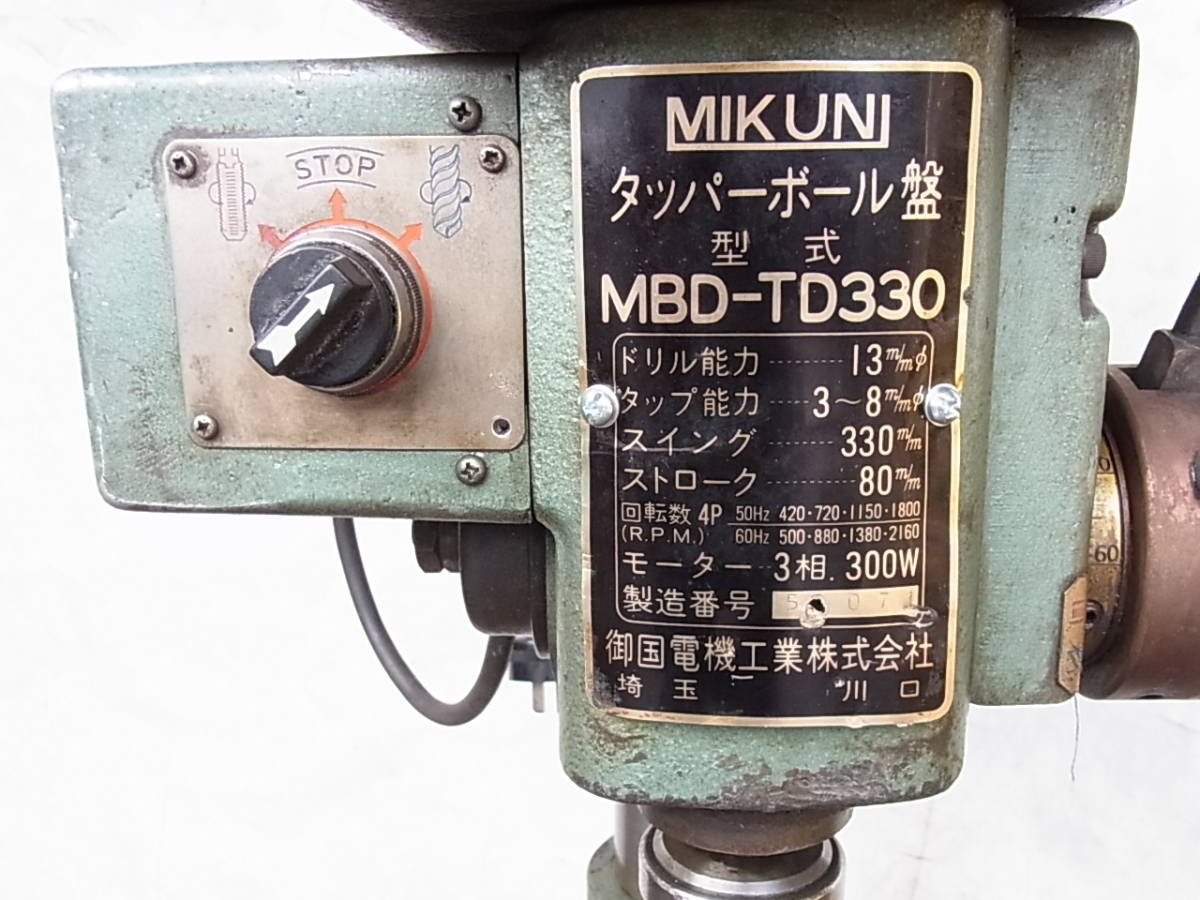 STOP
MIKUNI
タッパーボール盤
型式
MBD-TD330
ドリル能力 ········ 13 m/mφ
タップ能力 ····· 3～8 m/mφ
スイング ········ 330 m/m
ストローク ········ 80 m/m
回転数 4P 50Hz 420·720·1150·1800
(R.P.M.) 60Hz 500·880·1380·2160
モーター ··· 3相. 300W
製造番号
御国電機工業株式会社
埼玉 川口
60